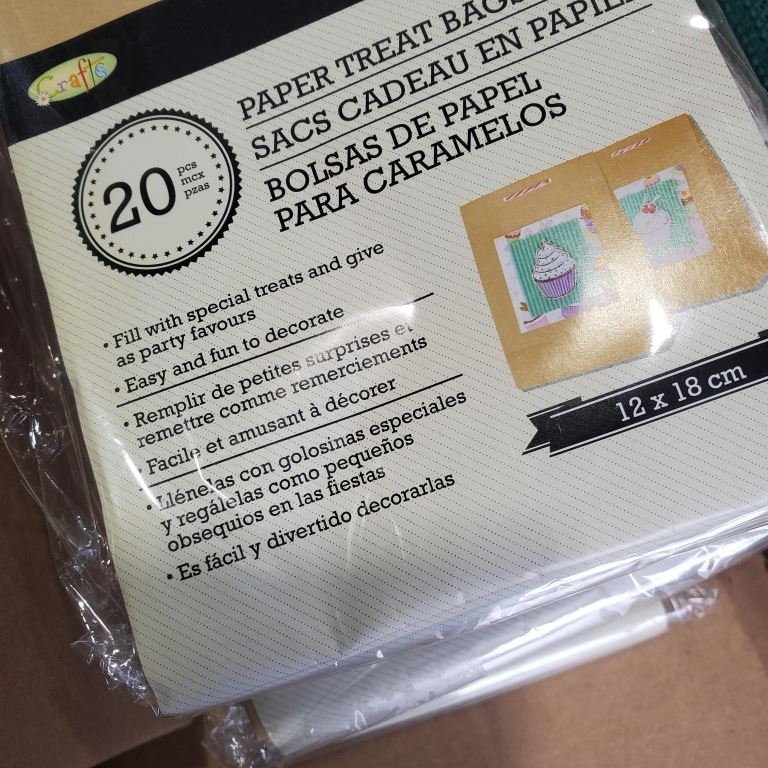 Crafts
PAPER TREAT BAGS
SACS CADEAU EN PAPIER
BOLSAS DE PAPEL
PARA CARAMELOS
20
pcs
mcx
pzas
• Fill with special treats and give
as party favours
• Easy and fun to decorate
• Remplir de petites surprises et
remettre comme remerciements
• Facile et amusant à décorer
• Llénelas con golosinas especiales
y regálelas como pequeños
obsequios en las fiestas
• Es fácil y divertido decorarlas
12 x 18 cm